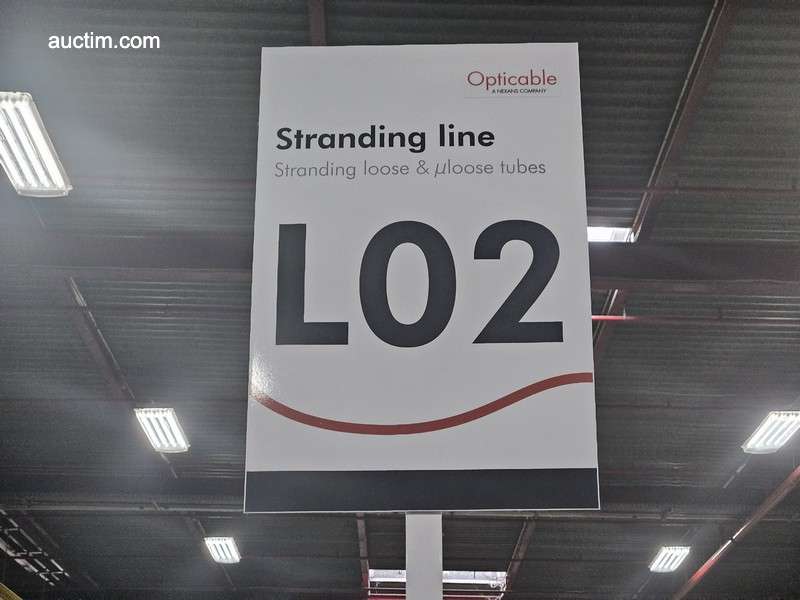 auctim.com
Opticable
A NEXANS COMPANY
Stranding line
Stranding loose & μloose tubes
L02